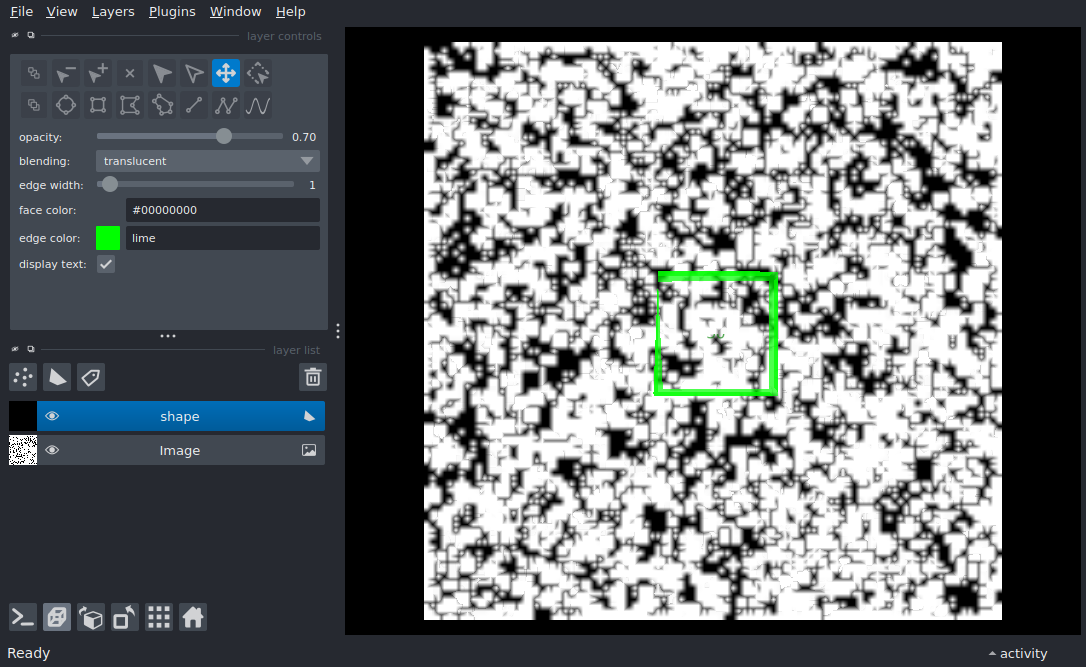 File View Layers Plugins Window Help
layer controls
opacity: 0.70
blending: translucent
edge width: 1
face color: #00000000
edge color: lime
display text:
layer list
shape
Image
Ready
activity